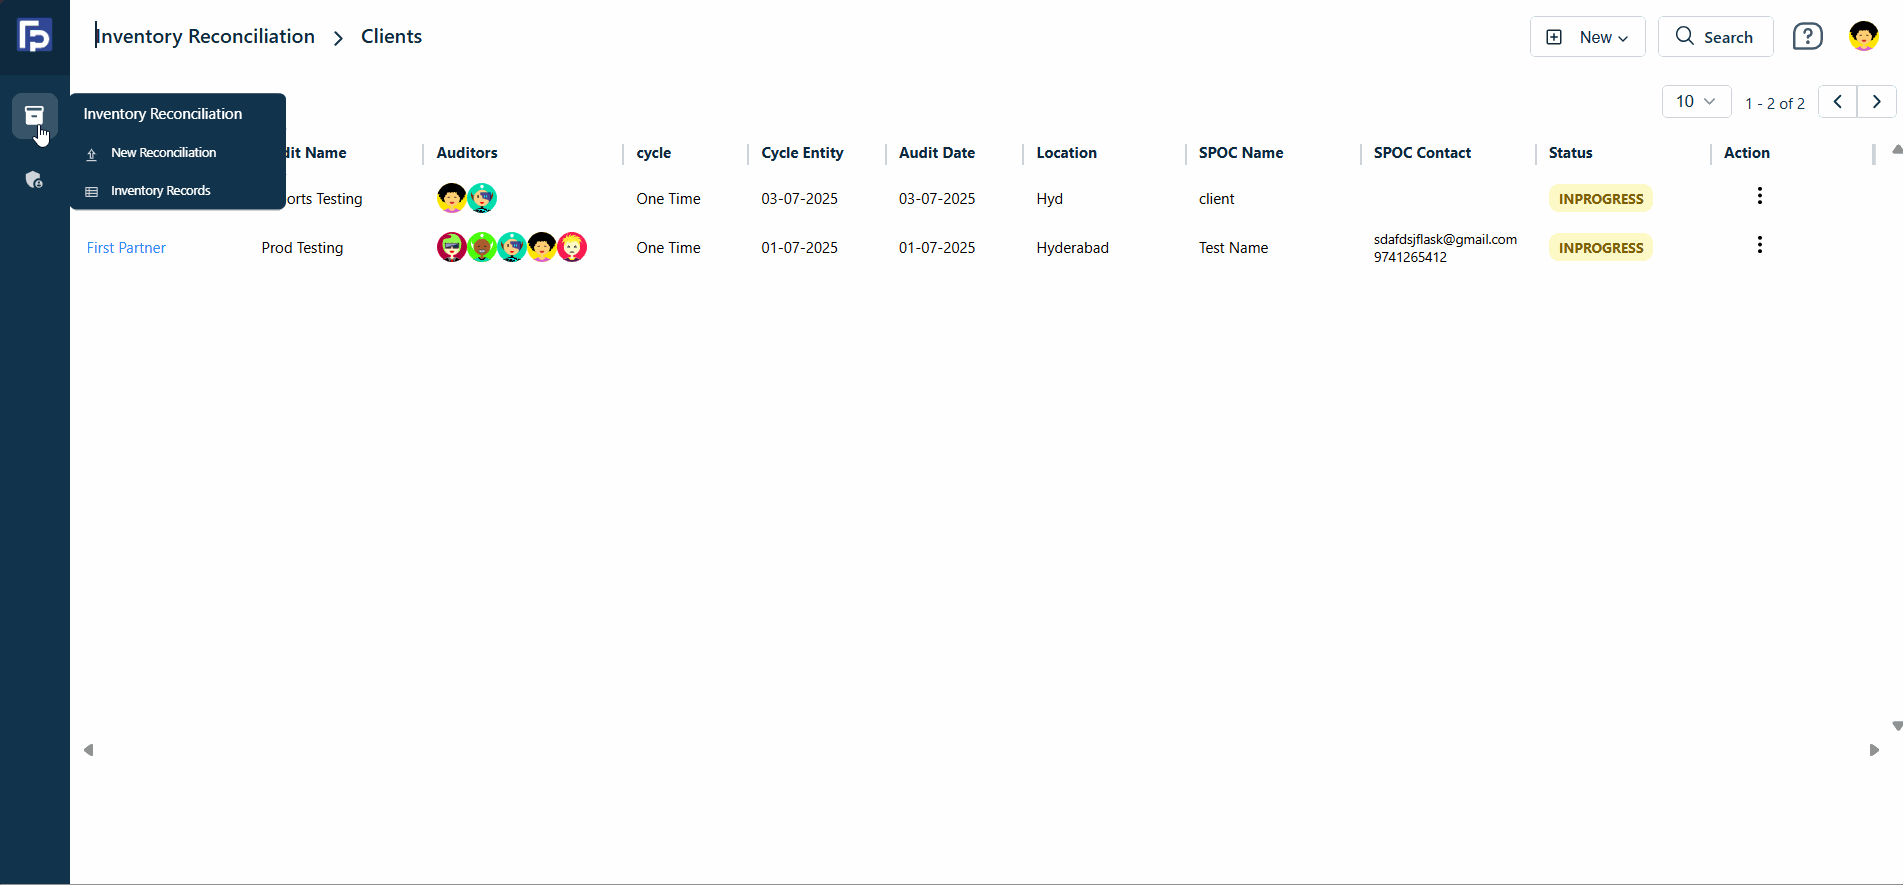 Inventory Reconciliation > Clients
New
Search
10
1 - 2 of 2
Inventory Reconciliation
New Reconciliation
Inventory Records
dit Name Auditors cycle Cycle Entity Audit Date Location SPOC Name SPOC Contact Status Action
orts Testing One Time 03-07-2025 03-07-2025 Hyd client INPROGRESS
First Partner Prod Testing One Time 01-07-2025 01-07-2025 Hyderabad Test Name sdafdsjflask@gmail.com INPROGRESS
9741265412